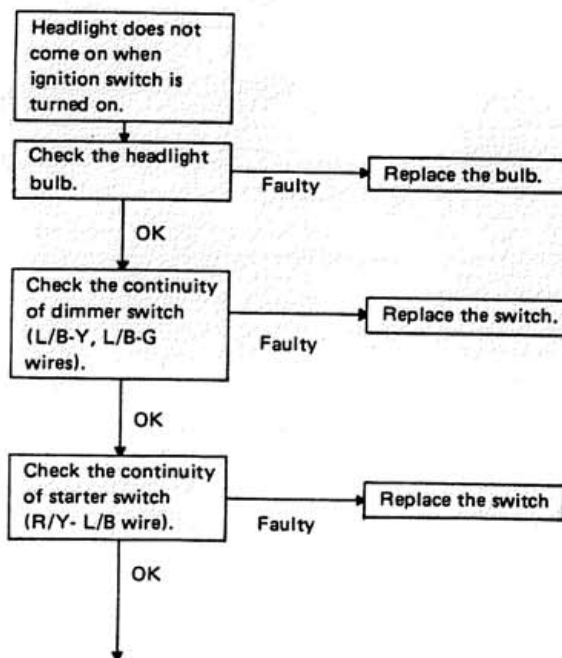 Headlight does not
come on when
ignition switch is
turned on.
Check the headlight
bulb.
Faulty
Replace the bulb.
OK
Check the continuity
of dimmer switch
(L/B-Y, L/B-G
wires).
Faulty
Replace the switch.
OK
Check the continuity
of starter switch
(R/Y- L/B wire).
Faulty
Replace the switch
OK